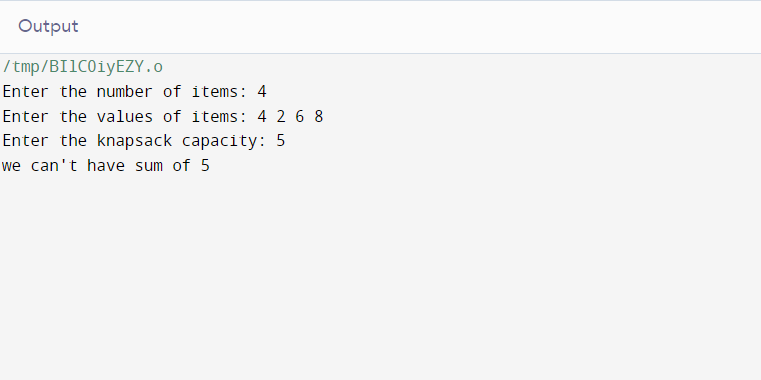 Output
/tmp/BIlC0iyEZY.o
Enter the number of items: 4
Enter the values of items: 4 2 6 8
Enter the knapsack capacity: 5
we can't have sum of 5